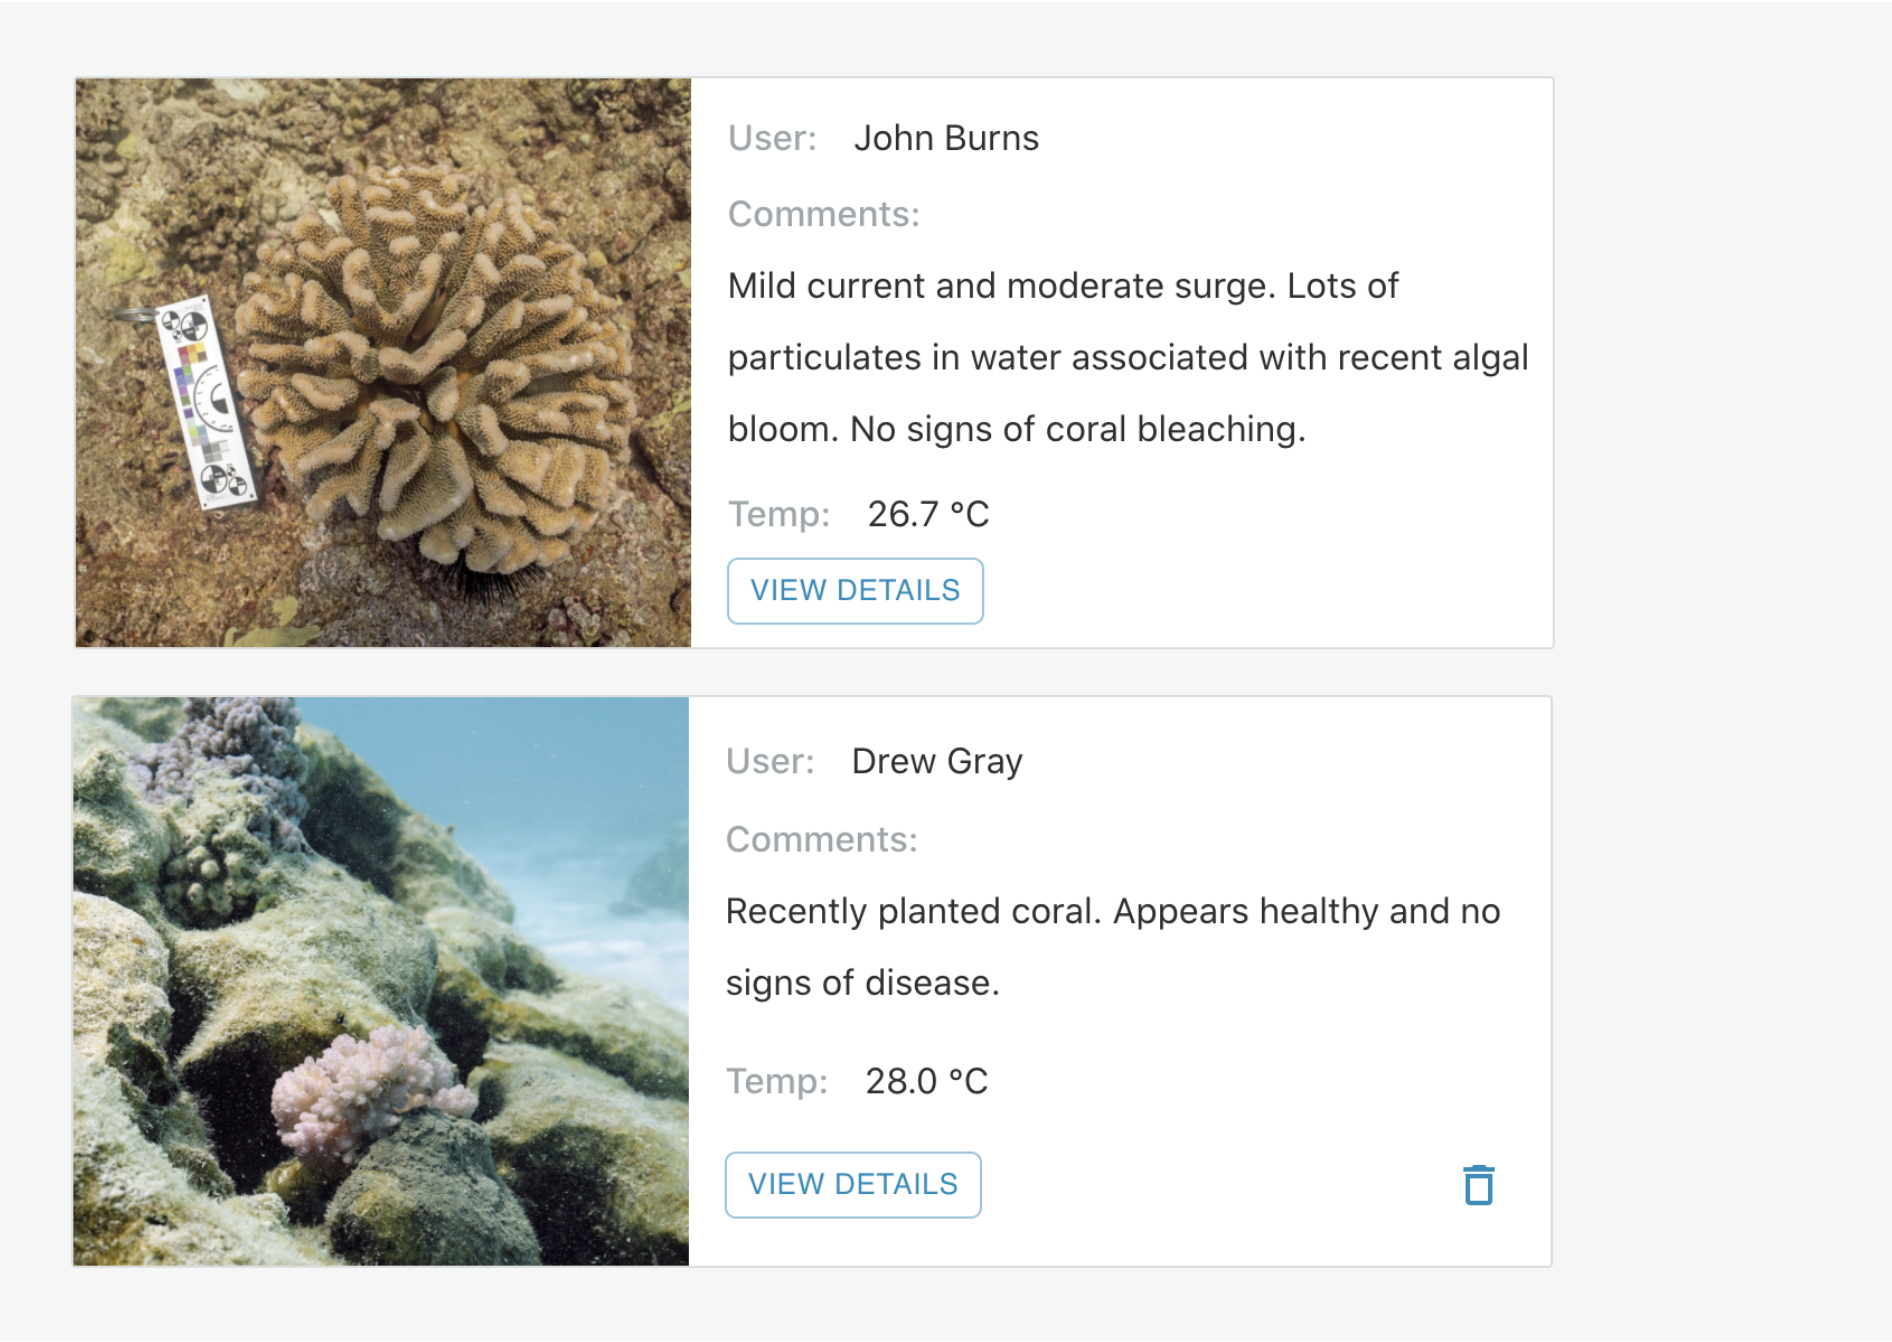 User: John Burns
Comments:
Mild current and moderate surge. Lots of
particulates in water associated with recent algal
bloom. No signs of coral bleaching.
Temp: 26.7 °C
VIEW DETAILS
User: Drew Gray
Comments:
Recently planted coral. Appears healthy and no
signs of disease.
Temp: 28.0 °C
VIEW DETAILS